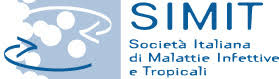 SIMIT
Società Italiana
di Malattie Infettive
e Tropicali